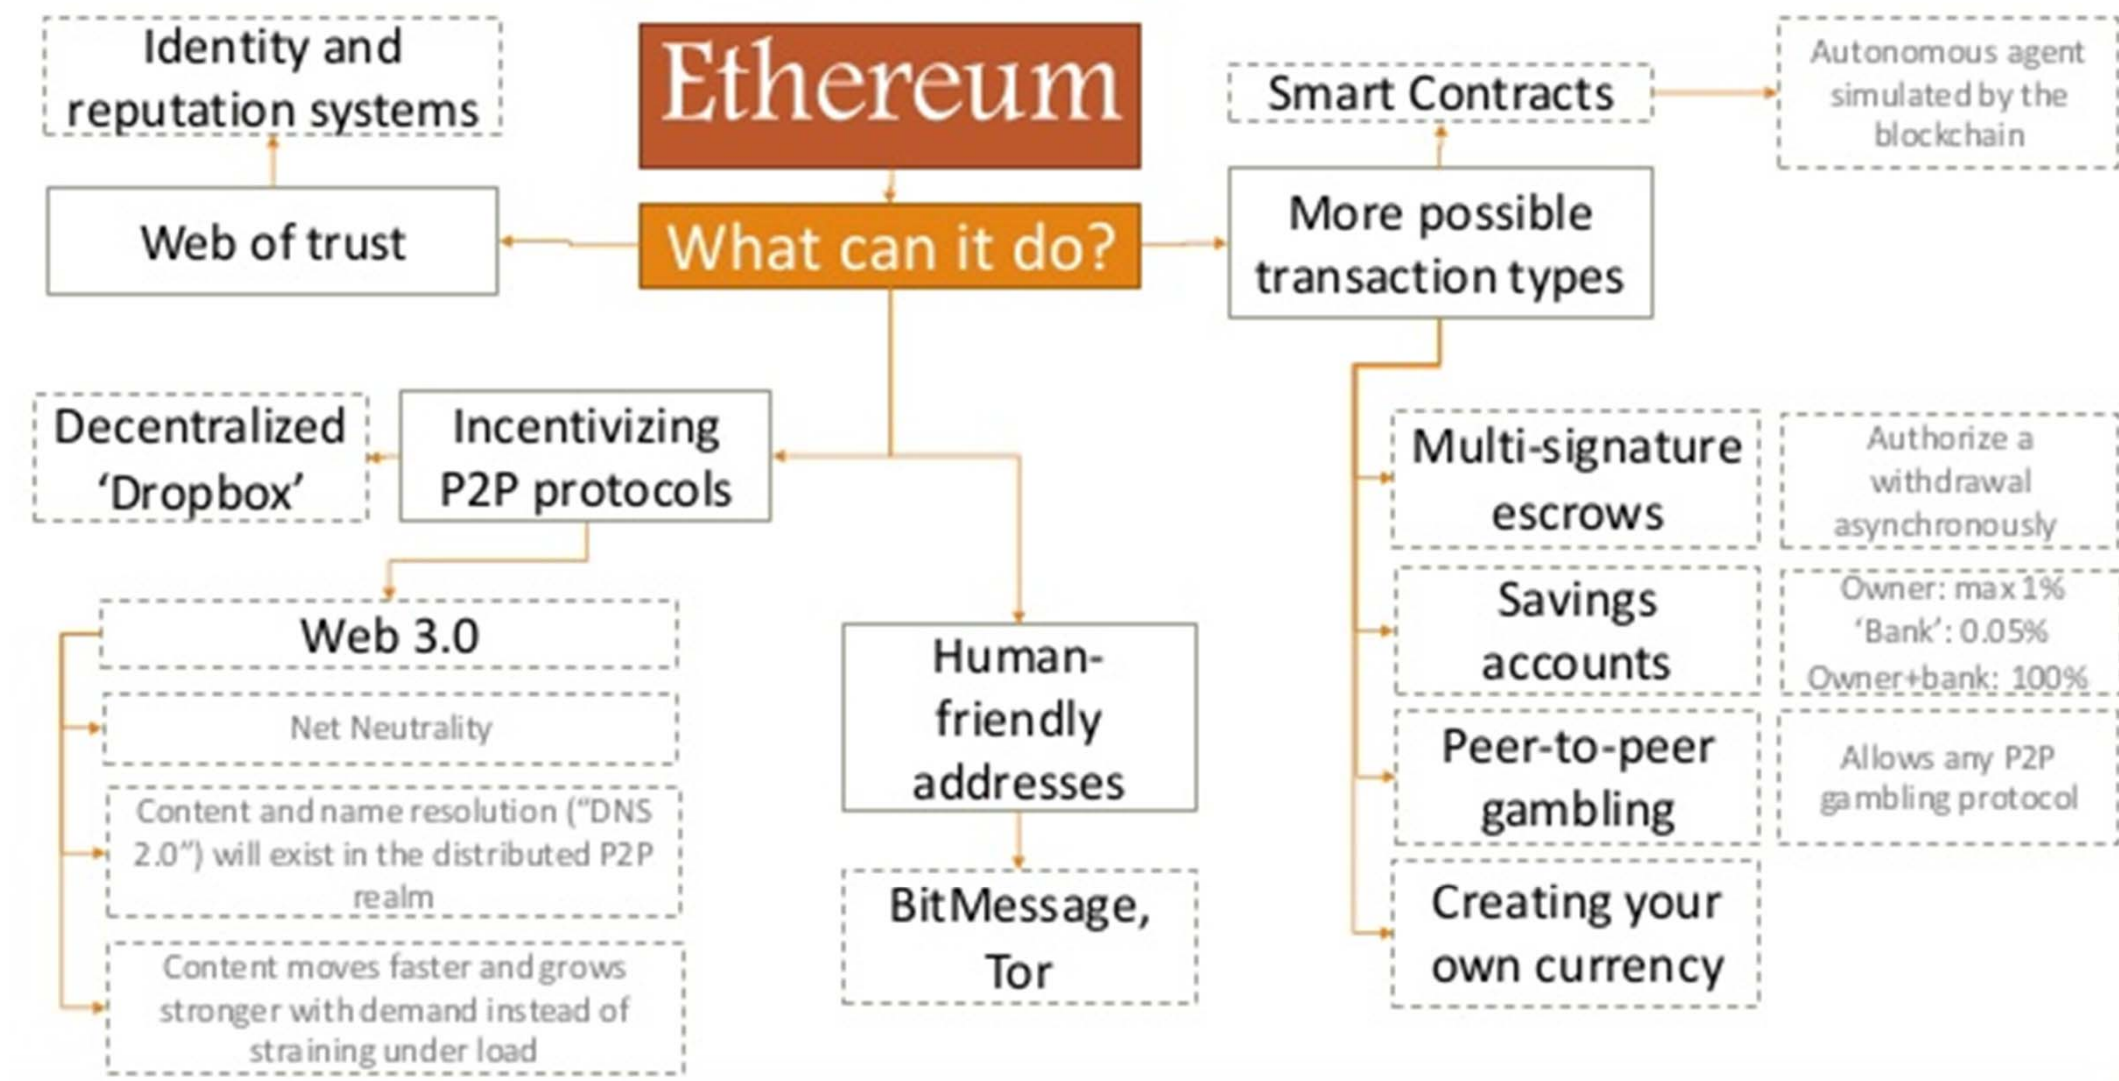 Ethereum
What can it do?
Identity and
reputation systems
Web of trust
Smart Contracts
Autonomous agent
simulated by the
blockchain
More possible
transaction types
Decentralized
‘Dropbox’
Incentivizing
P2P protocols
Web 3.0
Net Neutrality
Content and name resolution (“DNS
2.0”) will exist in the distributed P2P
realm
Content moves faster and grows
stronger with demand instead of
straining under load
Human-
friendly
addresses
BitMessage,
Tor
Multi-signature
escrows
Authorize a
withdrawal
asynchronously
Savings
accounts
Owner: max 1%
‘Bank’: 0.05%
Owner+bank: 100%
Peer-to-peer
gambling
Allows any P2P
gambling protocol
Creating your
own currency